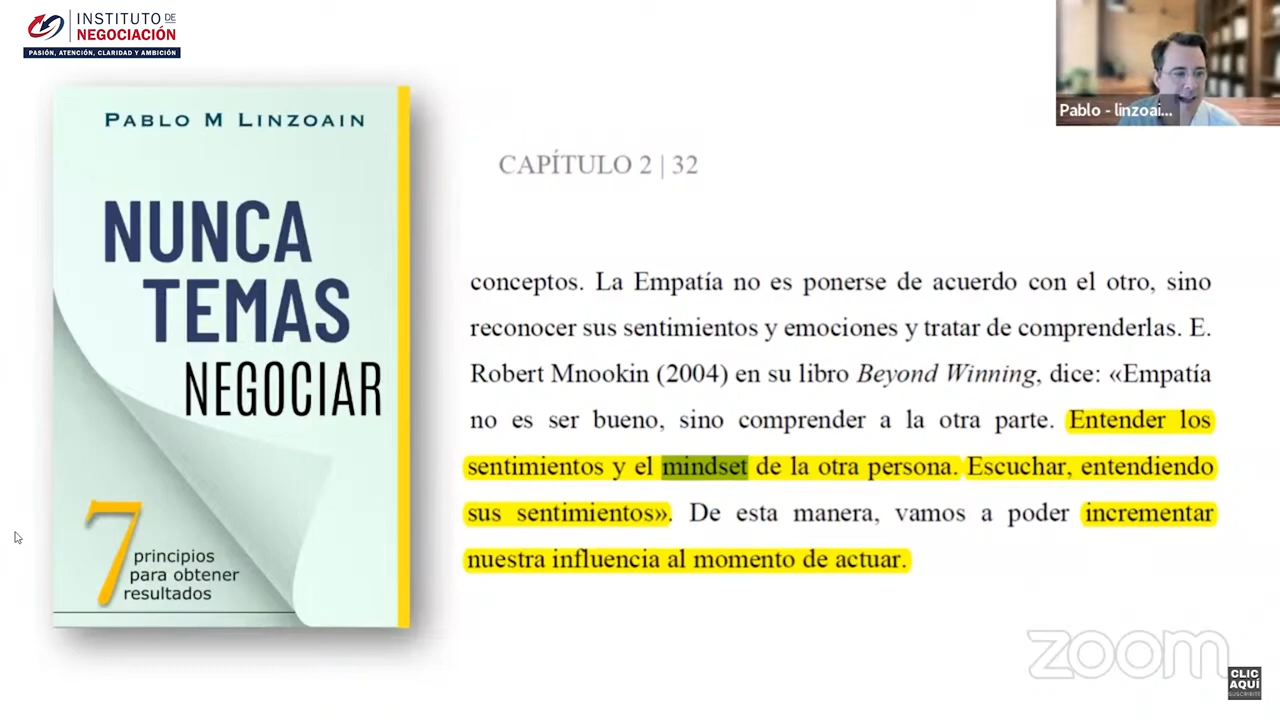 INSTITUTO DE
NEGOCIACIÓN
PASIÓN, ATENCIÓN, CLARIDAD Y AMBICIÓN
Pablo - linzoai...
PABLO M LINZOAIN
NUNCA
TEMAS
NEGOCIAR
7
principios
para obtener
resultados
CAPÍTULO 2 | 32
conceptos. La Empatía no es ponerse de acuerdo con el otro, sino
reconocer sus sentimientos y emociones y tratar de comprenderlas. E.
Robert Mnookin (2004) en su libro Beyond Winning, dice: «Empatía
no es ser bueno, sino comprender a la otra parte. Entender los
sentimientos y el mindset de la otra persona. Escuchar, entendiendo
sus sentimientos». De esta manera, vamos a poder incrementar
nuestra influencia al momento de actuar.
zoom
CLIC
AQUÍ
SUSCRIBITE